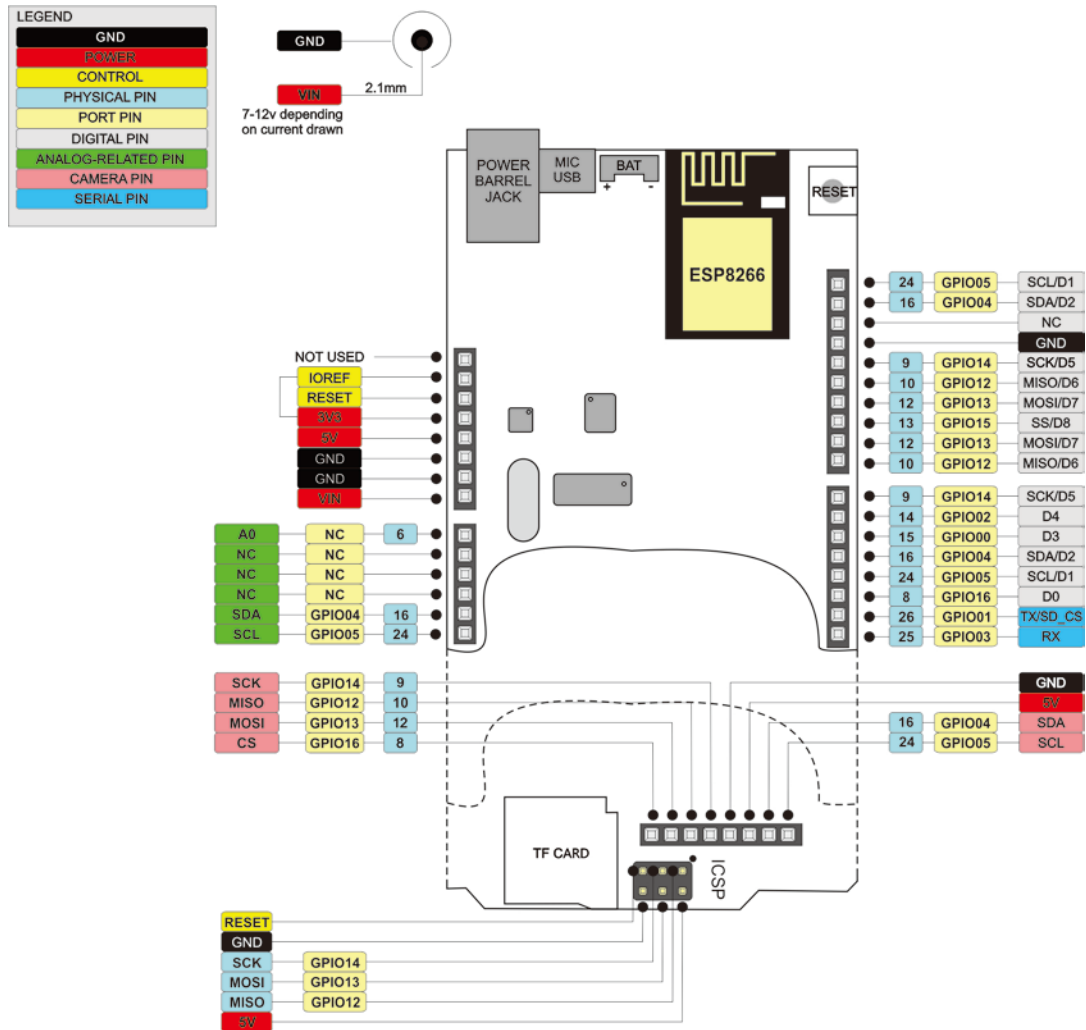 LEGEND
GND
POWER
CONTROL
PHYSICAL PIN
PORT PIN
DIGITAL PIN
ANALOG-RELATED PIN
CAMERA PIN
SERIAL PIN
GND
VIN
2.1mm
7-12v depending
on current drawn
POWER
BARREL
JACK
MIC
USB
BAT
+ -
ESP8266
RESET
24 GPIO05 SCL/D1
16 GPIO04 SDA/D2
NC
GND
9 GPIO14 SCK/D5
10 GPIO12 MISO/D6
12 GPIO13 MOSI/D7
13 GPIO15 SS/D8
12 GPIO13 MOSI/D7
10 GPIO12 MISO/D6
NOT USED
IOREF
RESET
3V3
5V
GND
GND
VIN
9 GPIO14 SCK/D5
14 GPIO02 D4
15 GPIO00 D3
16 GPIO04 SDA/D2
24 GPIO05 SCL/D1
8 GPIO16 D0
26 GPIO01 TX/SD_CS
25 GPIO03 RX
A0 NC 6
NC NC
NC NC
NC NC
SDA GPIO04 16
SCL GPIO05 24
SCK GPIO14 9
MISO GPIO12 10
MOSI GPIO13 12
CS GPIO16 8
GND
5V
16 GPIO04 SDA
24 GPIO05 SCL
TF CARD
ICSP
RESET
GND
SCK GPIO14
MOSI GPIO13
MISO GPIO12
5V